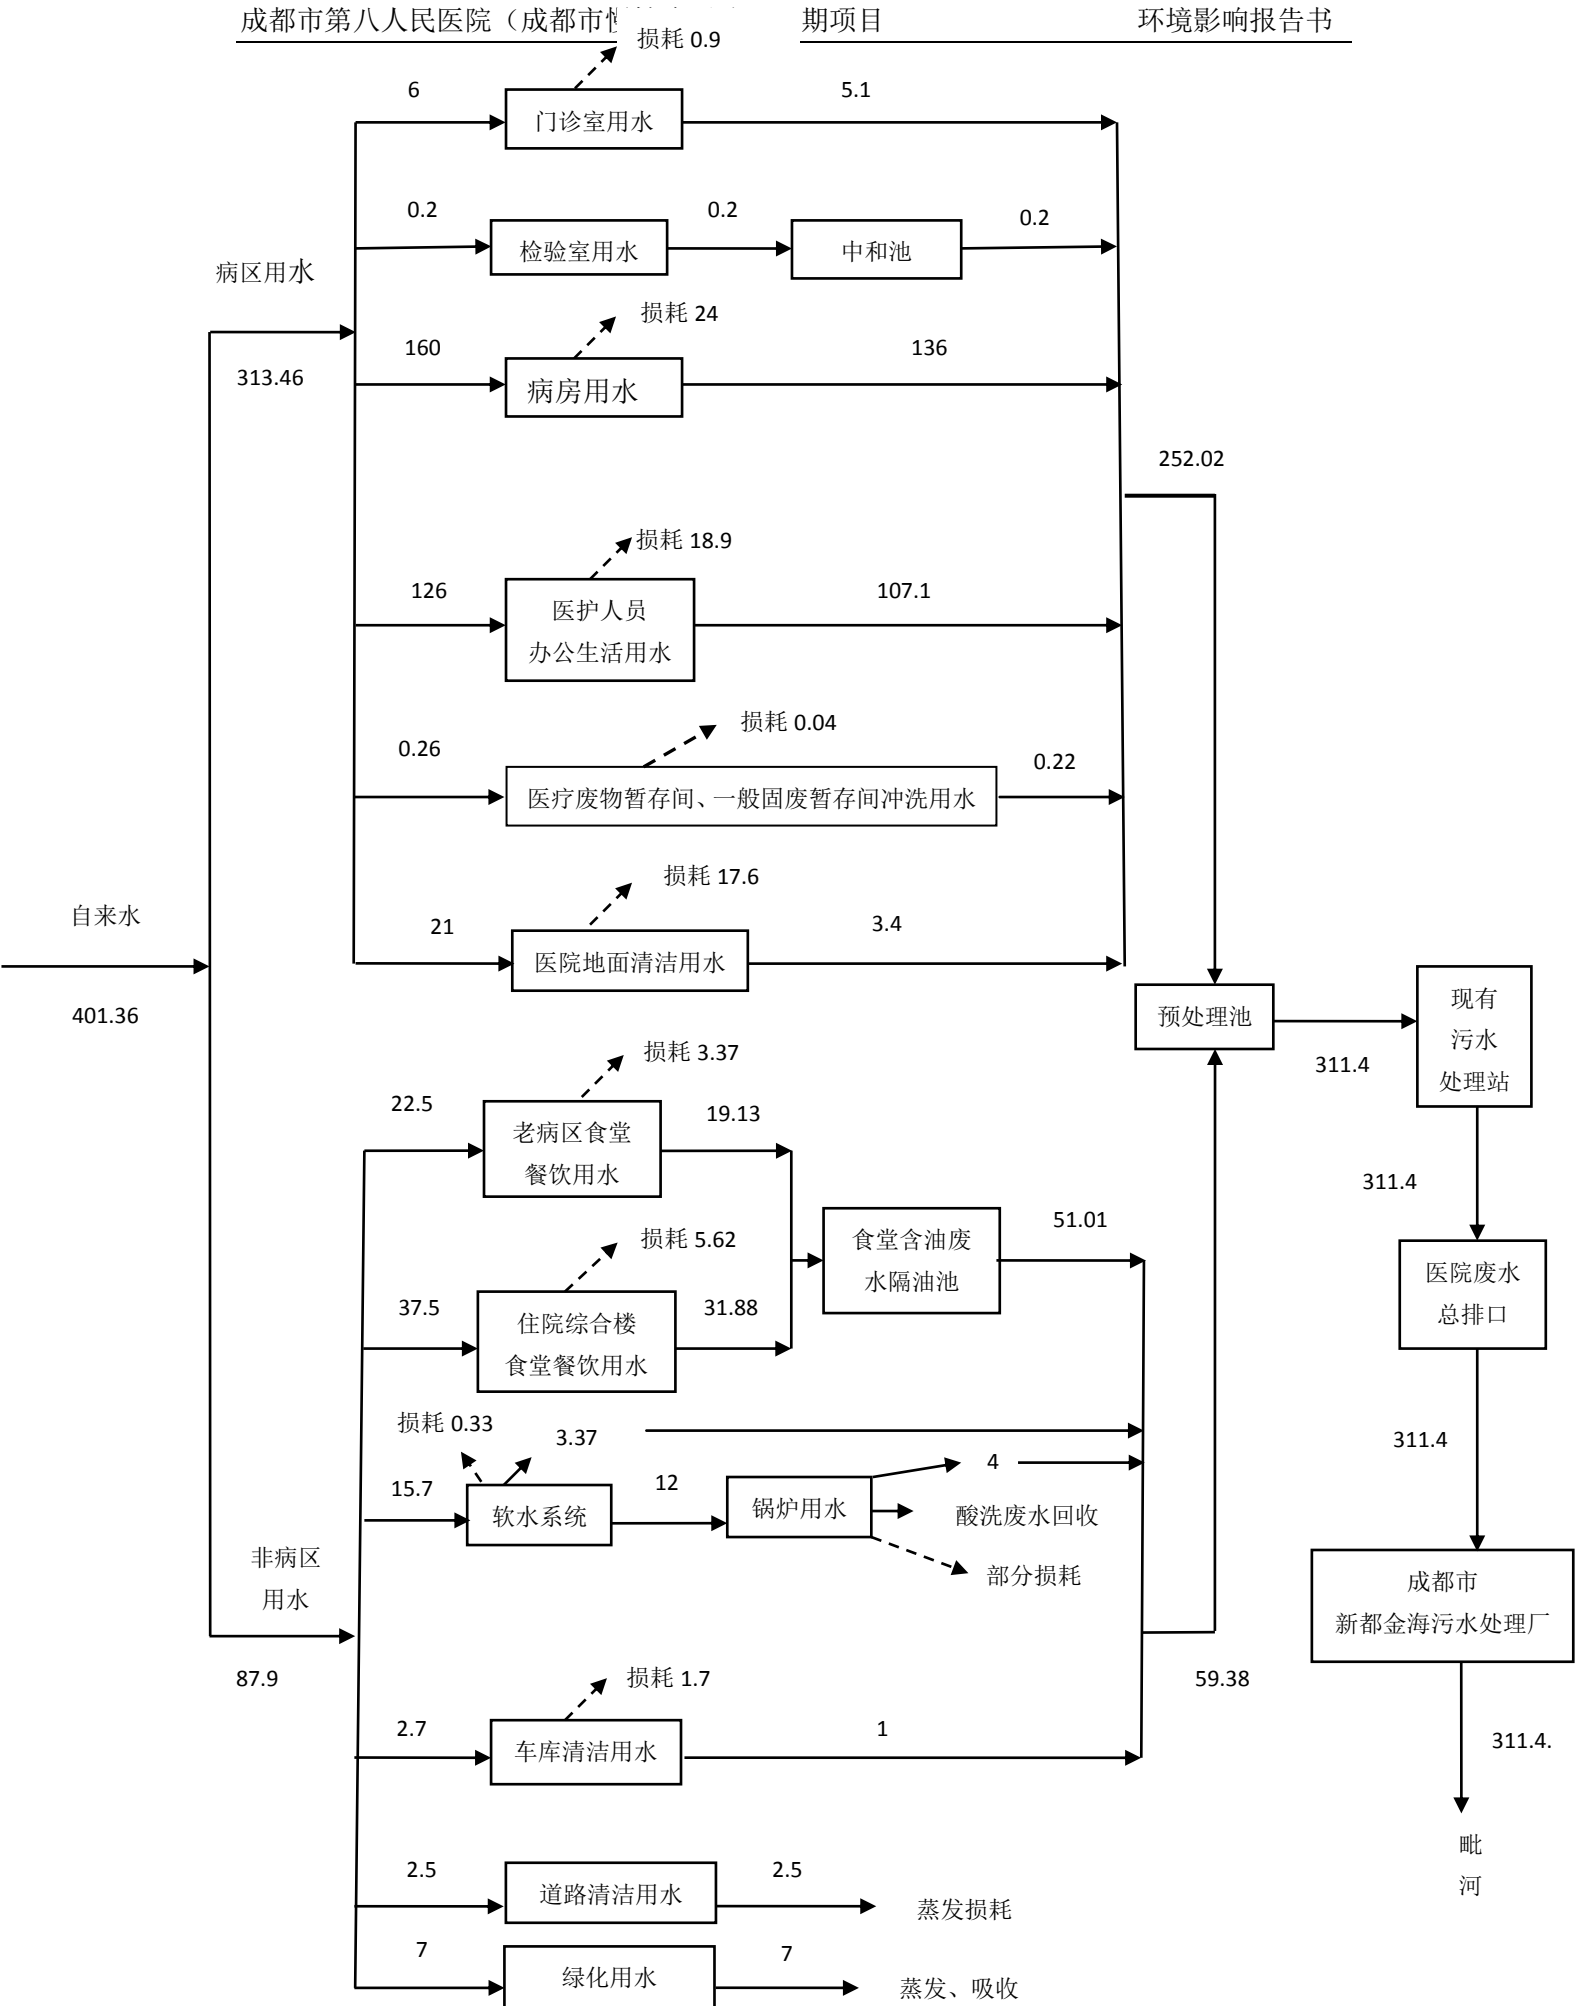 成都市第八人民医院（成都市
期项目
环境影响报告书
损耗 0.9
6
门诊室用水
5.1
0.2
检验室用水
0.2
中和池
0.2
病区用水
313.46
损耗 24
160
病房用水
136
252.02
损耗 18.9
126
医护人员
办公生活用水
107.1
损耗 0.04
0.26
医疗废物暂存间、一般固废暂存间冲洗用水
0.22
损耗 17.6
21
医院地面清洁用水
3.4
自来水
401.36
预处理池
311.4
现有
污水
处理站
311.4
医院废水
总排口
311.4
成都市
新都金海污水处理厂
311.4.
毗
河
损耗 3.37
22.5
老病区食堂
餐饮用水
19.13
损耗 5.62
37.5
住院综合楼
食堂餐饮用水
31.88
食堂含油废
水隔油池
51.01
损耗 0.33
3.37
15.7
软水系统
12
锅炉用水
4
酸洗废水回收
部分损耗
非病区
用水
87.9
59.38
损耗 1.7
2.7
车库清洁用水
1
2.5
道路清洁用水
2.5
蒸发损耗
7
绿化用水
7
蒸发、吸收